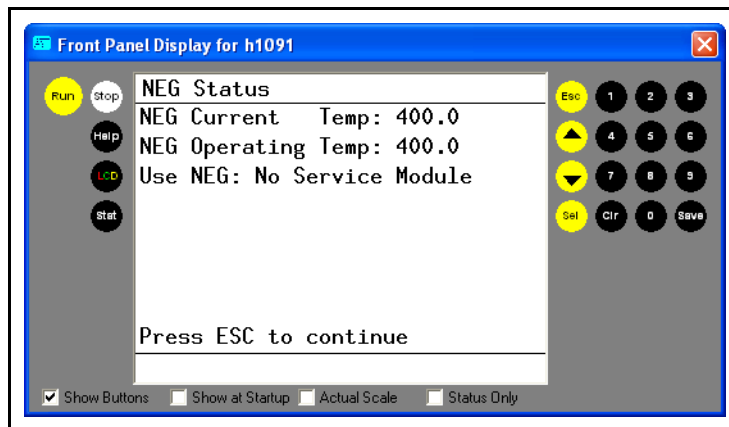 Front Panel Display for h1091
Run Stop
Help
LCD
Stat
NEG Status
NEG Current   Temp: 400.0
NEG Operating Temp: 400.0
Use NEG: No Service Module
Press ESC to continue
Esc 1 2 3
4 5 6
7 8 9
Sel Clr 0 Save
Show Buttons Show at Startup Actual Scale Status Only